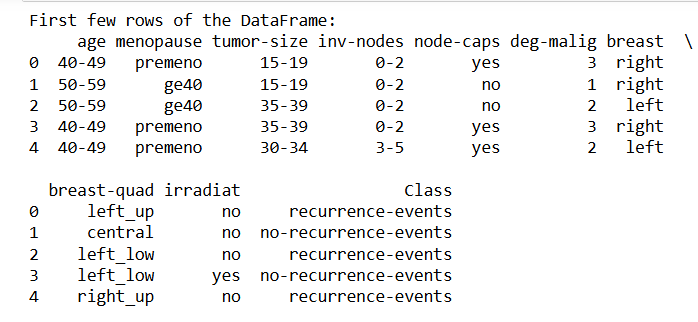 First few rows of the DataFrame:
age menopause tumor-size inv-nodes node-caps deg-malig breast \
0 40-49 premeno 15-19 0-2 yes 3 right
1 50-59 ge40 15-19 0-2 no 1 right
2 50-59 ge40 35-39 0-2 no 2 left
3 40-49 premeno 35-39 0-2 yes 3 right
4 40-49 premeno 30-34 3-5 yes 2 left
breast-quad irradiat Class
0 left_up no recurrence-events
1 central no no-recurrence-events
2 left_low no recurrence-events
3 left_low yes no-recurrence-events
4 right_up no recurrence-events